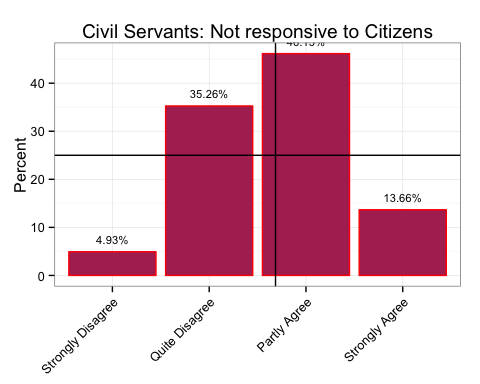 Civil Servants: Not responsive to Citizens
46.15%
40
35.26%
30
Percent
20
13.66%
10
4.93%
0
Strongly Disagree
Quite Disagree
Partly Agree
Strongly Agree